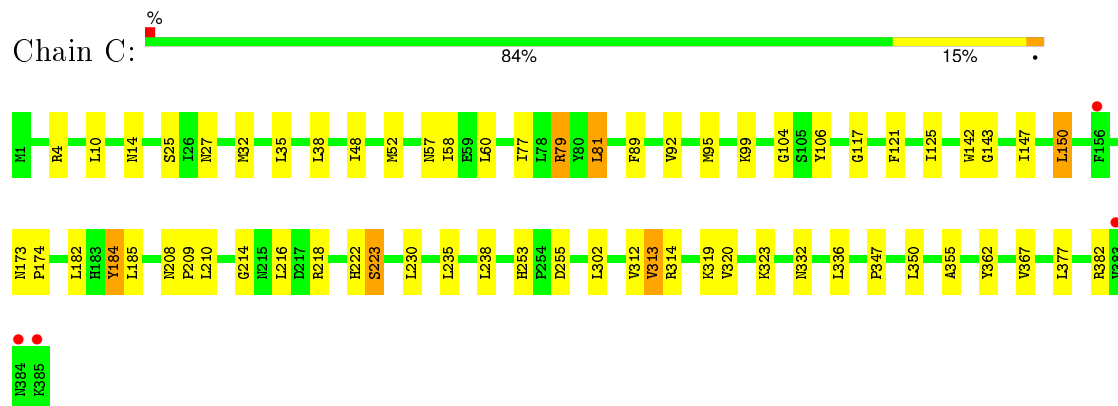 %
Chain C:
84% 15% •
M1 R4 L10 N14 S25 I26 N27 M32 L35 L38 I48 M52 N57 I58 E59 L60 I77 L78 R79 Y80 L81 F89 V92 M95 K99 G104 S105 Y106 G117 F121 I125 W142 G143 I147 L150 F156
N173 P174 L182 H183 Y184 L185 N208 P209 L210 G214 N215 L216 D217 R218 H222 S223 L230 L235 L238 H253 P254 D255 L302 V312 V313 R314 K319 V320 K323 N332 L336 P347 L350 A355 Y362 V367 L377 R382
N384 K385